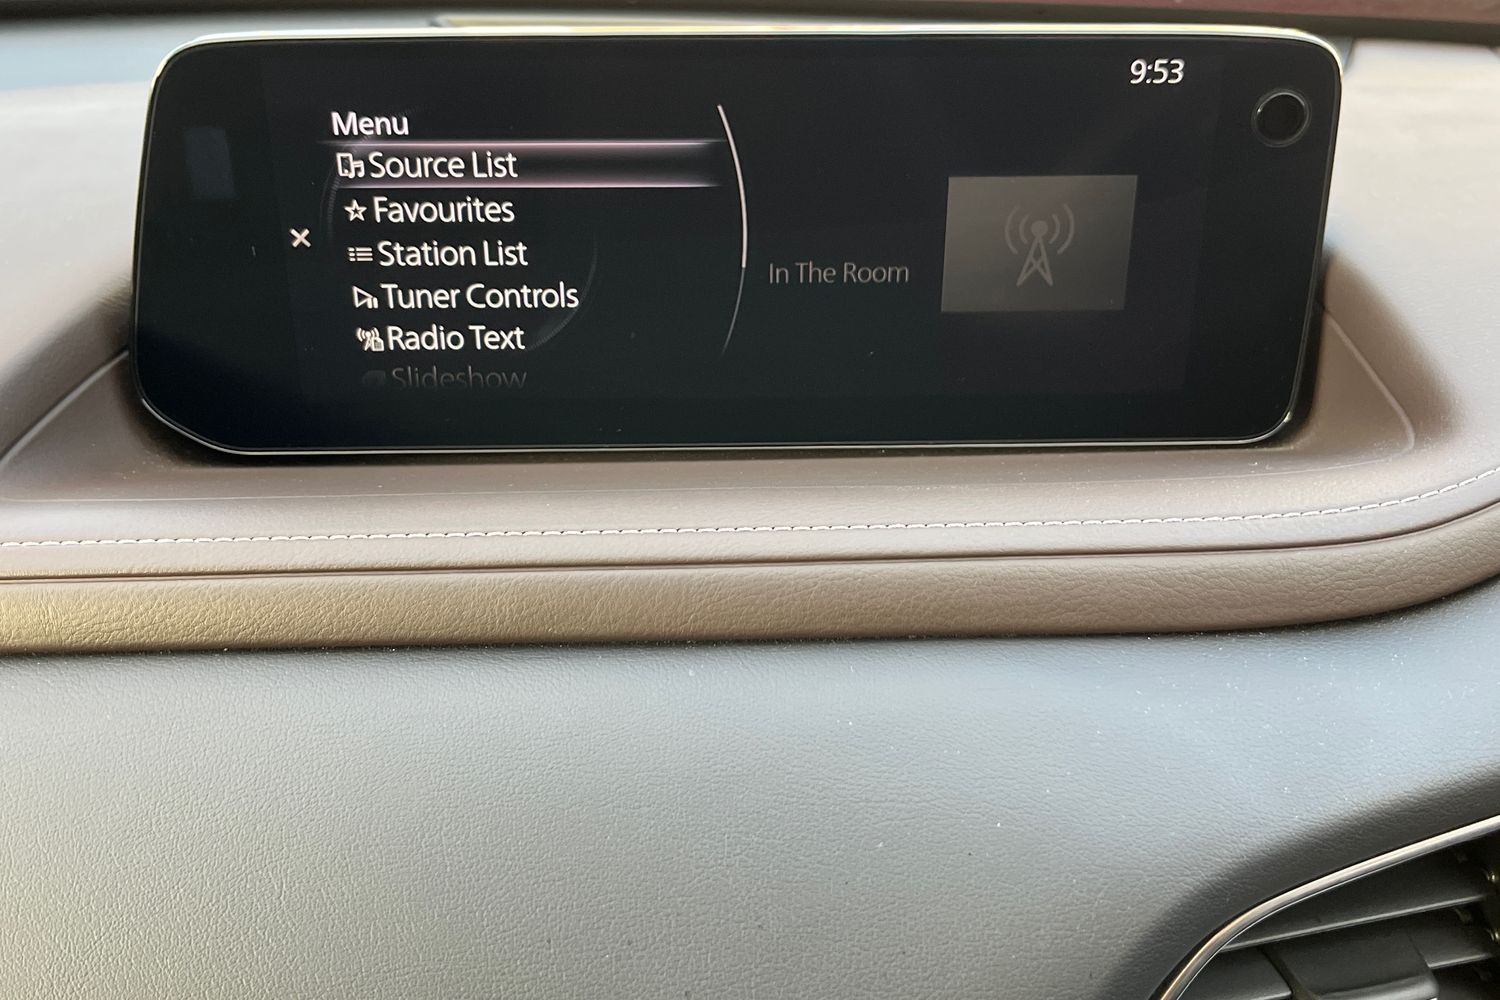 9:53
Menu
Source List
Favourites
Station List
Tuner Controls
Radio Text
Slideshow
In The Room